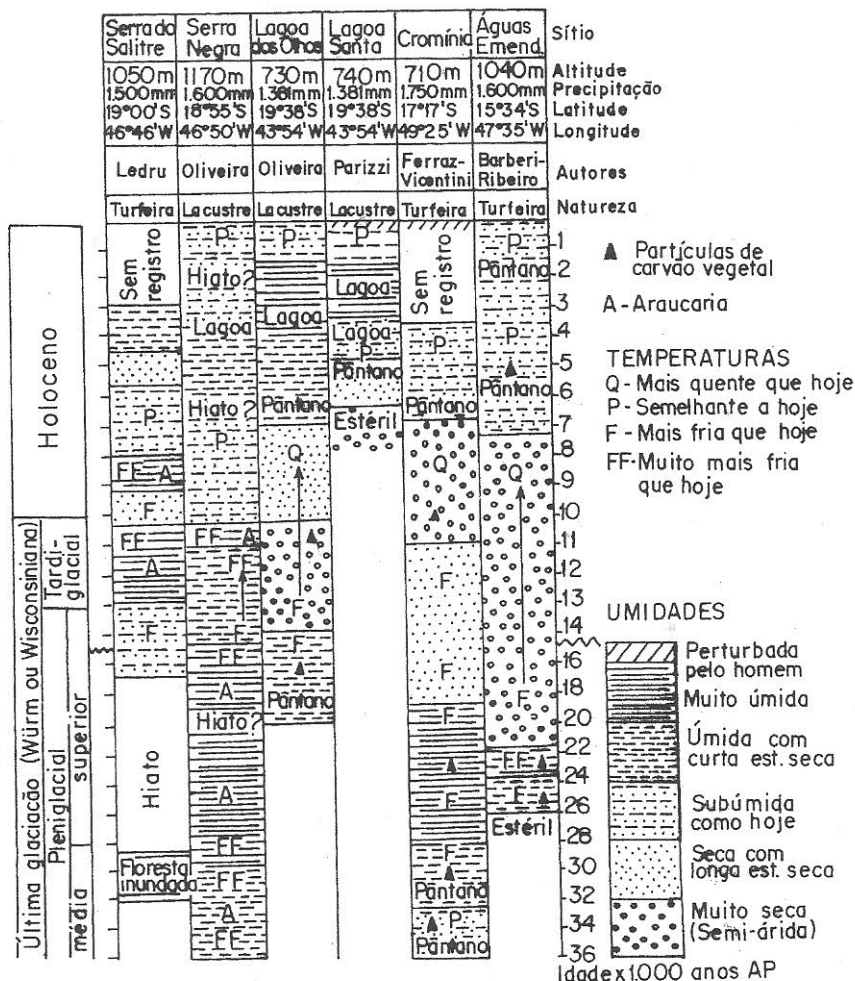 Serra do Salitre
Serra Negra
Lagoa dos Olhos
Lagoa Santa
Cromínia
Águas Emend.
Sítio
1050m 1170m 730m 740m 710m 1040m Altitude
1.500mm 1.600mm 1.381mm 1.381mm 1.750mm 1.600mm Precipitação
19°00'S 18°55'S 19°38'S 19°38'S 17°17'S 15°34'S Latitude
46°46'W 46°50'W 43°54'W 43°54'W 49°25'W 47°35'W Longitude
Ledru Oliveira Oliveira Parizzi Ferraz-Vicentini Barberi-Ribeiro Autores
Turfeira Lacustre Lacustre Lacustre Turfeira Turfeira Natureza
Holoceno
Última glaciação (Würm ou Wisconsiniana)
Tardi-glacial
Pleniglacial
superior
média
Sem registro
P
FF A
F
FF
A
F
Hiato
Floresta inundada
P
Hiato?
Lagoa
Hiato?
P
FF A
FF
F
FF
A
Hiato?
A
FF
FF
A
FF
P
Lagoa
Pântano
Q
F
F
Pântano
P
Lagoa
Lagoa-
P
Pântano
Estéril
Sem registro
P
Pântano
Q
F
F
F
F
F
Pântano
P
Pântano
P
Pântano
P
Pântano
Q
F
FF
F
Estéril
1
2
3
4
5
6
7
8
9
10
11
12
13
14
16
18
20
22
24
26
28
30
32
34
36
Idade x 1.000 anos AP
▲ Partículas de
carvão vegetal
A - Araucaria
TEMPERATURAS
Q - Mais quente que hoje
P - Semelhante a hoje
F - Mais fria que hoje
FF - Muito mais fria
que hoje
UMIDADES
Perturbada
pelo homem
Muito úmida
Úmida com
curta est. seca
Subúmida
como hoje
Seca com
longa est. seca
Muito seca
(Semi-árida)